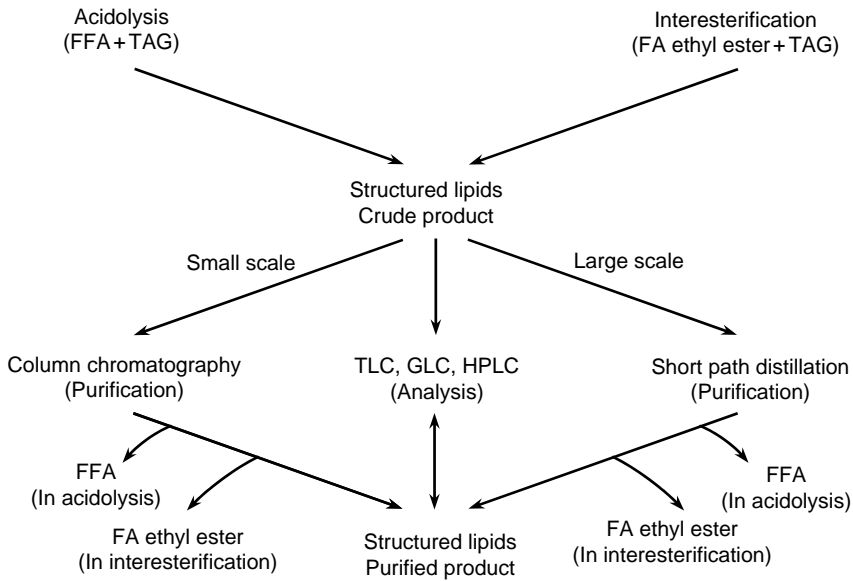 Acidolysis
(FFA + TAG)
Interesterification
(FA ethyl ester + TAG)
Structured lipids
Crude product
Small scale
Large scale
Column chromatography
(Purification)
TLC, GLC, HPLC
(Analysis)
Short path distillation
(Purification)
FFA
(In acidolysis)
FA ethyl ester
(In interesterification)
Structured lipids
Purified product
FA ethyl ester
(In interesterification)
FFA
(In acidolysis)